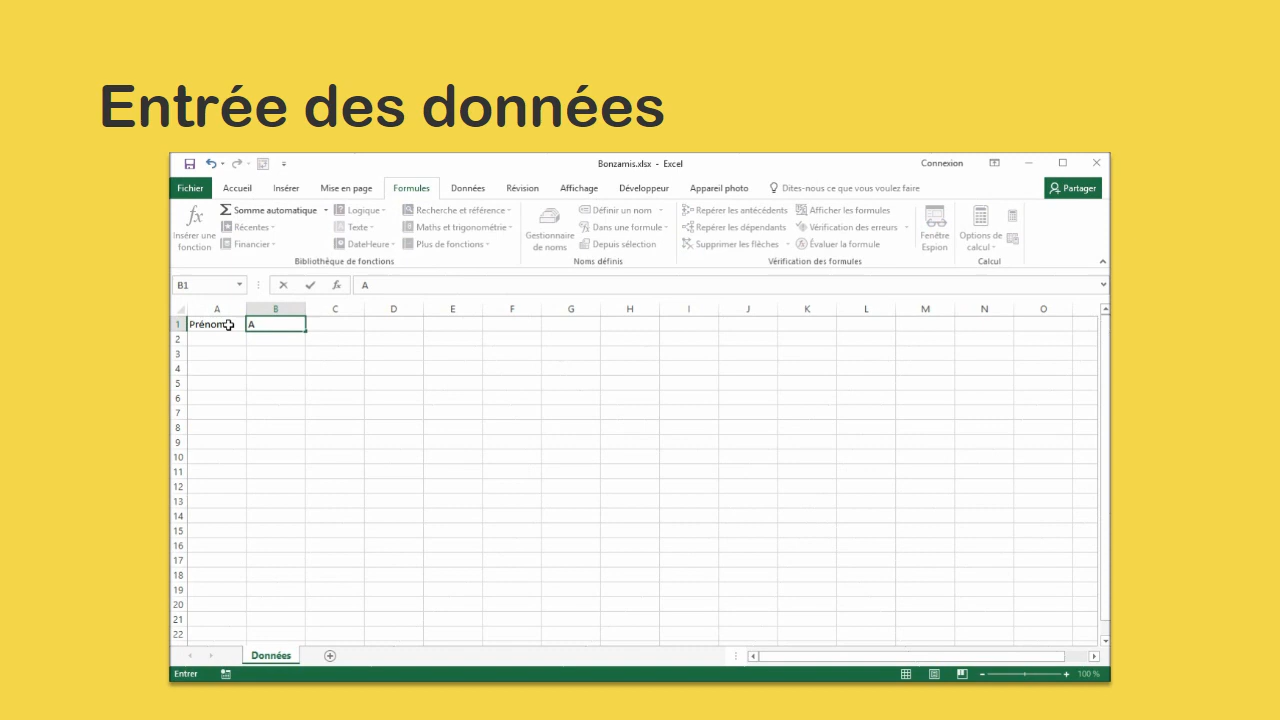 Entrée des données
Bonzamis.xlsx - Excel
Connexion
Fichier Accueil Insérer Mise en page Formules Données Révision Affichage Développeur Appareil photo Dites-nous ce que vous voulez faire Partager
fx Insérer une fonction
Somme automatique
Récentes
Financier
Logique
Texte
DateHeure
Recherche et référence
Maths et trigonométrie
Plus de fonctions
Bibliothèque de fonctions
Gestionnaire de noms
Définir un nom
Dans une formule
Depuis sélection
Noms définis
Repérer les antécédents
Repérer les dépendants
Supprimer les flèches
Afficher les formules
Vérification des erreurs
Évaluer la formule
Vérification des formules
Fenêtre Espion
Options de calcul
Calcul
B1 fx A
A B C D E F G H I J K L M N O
1 Prénom A
2
3
4
5
6
7
8
9
10
11
12
13
14
15
16
17
18
19
20
21
22
Données
Entrer
100 %